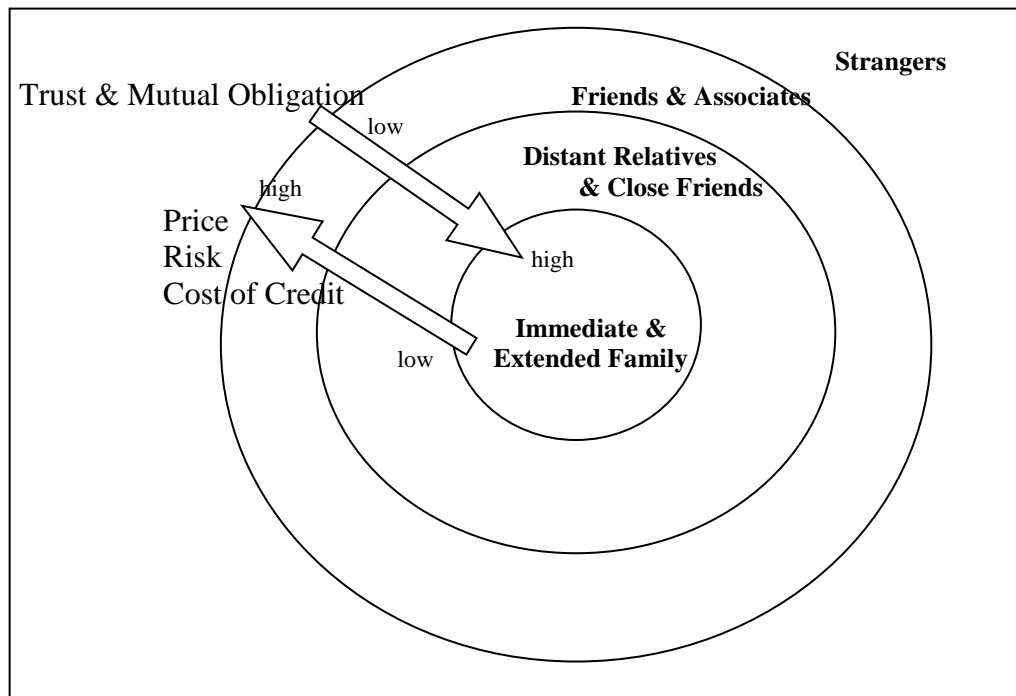 Strangers
Trust & Mutual Obligation
Friends & Associates
low
Distant Relatives
& Close Friends
high
Price
Risk
Cost of Credit
high
Immediate &
Extended Family
low